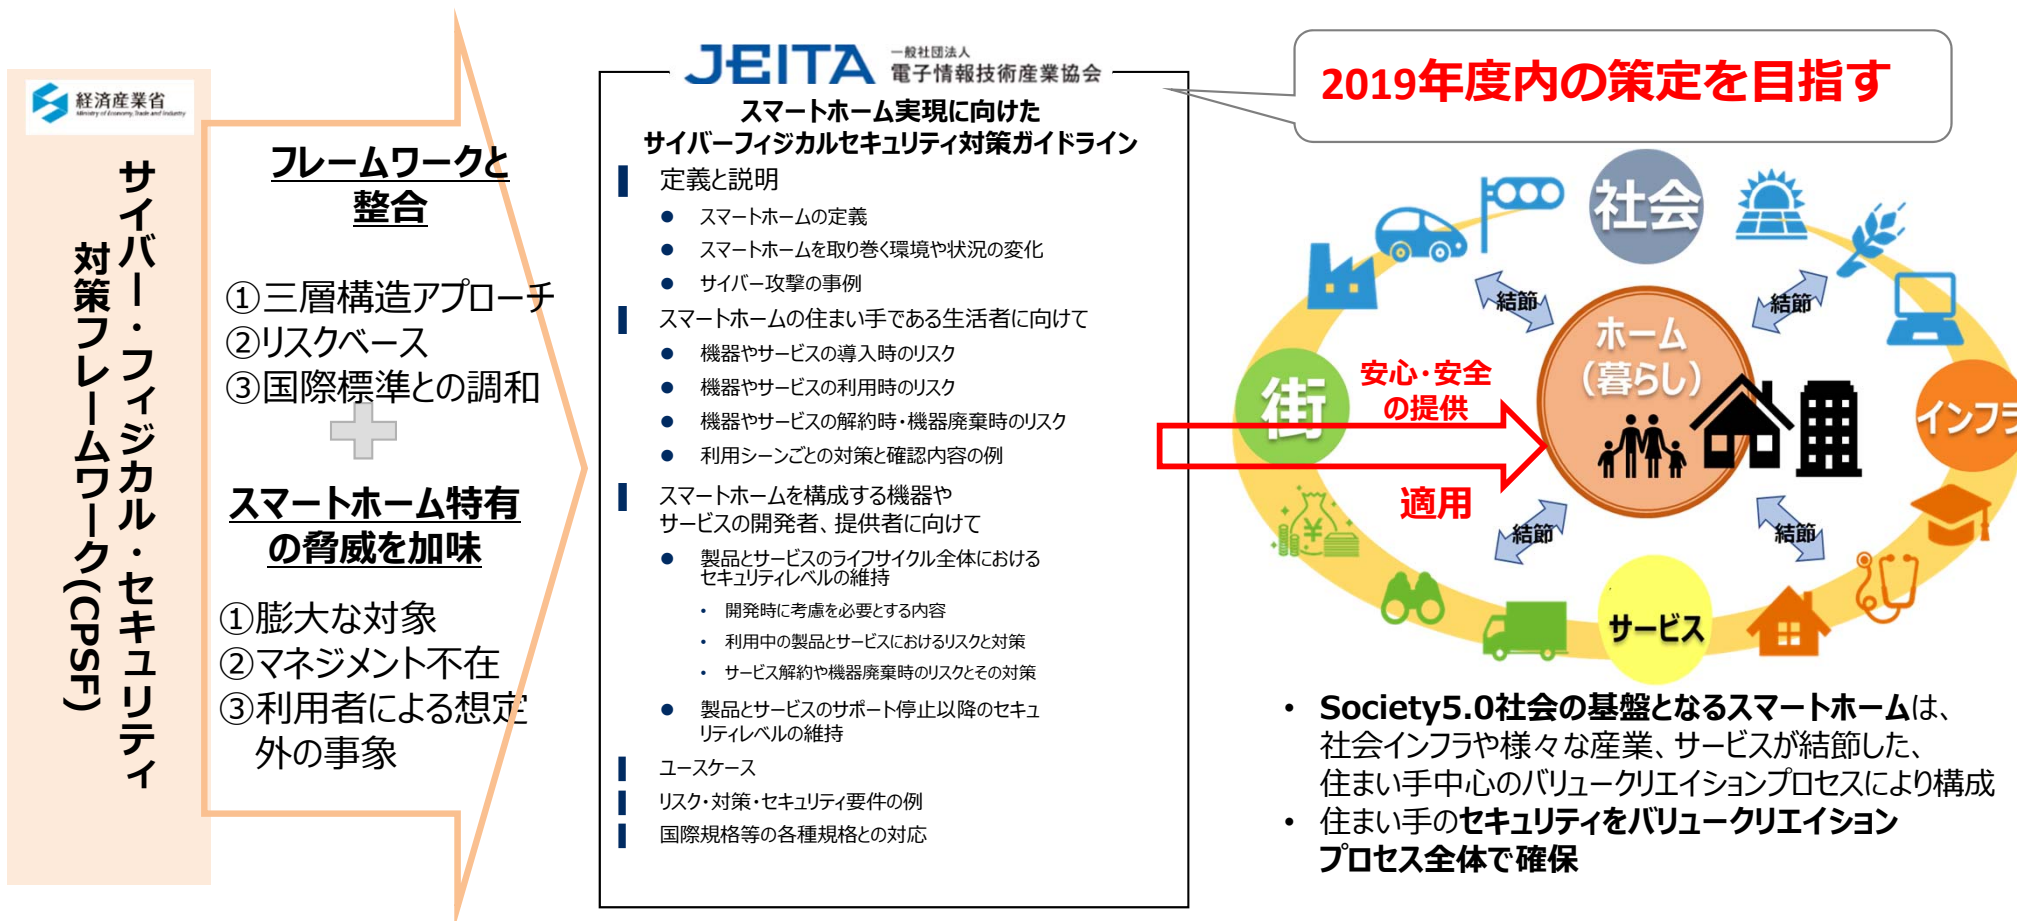 経済産業省
Ministry of Economy, Trade and Industry
サイバー・フィジカル・セキュリティ
対策フレームワーク(CPSF)
フレームワークと
整合
①三層構造アプローチ
②リスクベース
③国際標準との調和
スマートホーム特有
の脅威を加味
①膨大な対象
②マネジメント不在
③利用者による想定
外の事象
JEITA
一般社団法人
電子情報技術産業協会
スマートホーム実現に向けた
サイバーフィジカルセキュリティ対策ガイドライン
定義と説明
● スマートホームの定義
● スマートホームを取り巻く環境や状況の変化
● サイバー攻撃の事例
スマートホームの住まい手である生活者に向けて
● 機器やサービスの導入時のリスク
● 機器やサービスの利用時のリスク
● 機器やサービスの解約時・機器廃棄時のリスク
● 利用シーンごとの対策と確認内容の例
スマートホームを構成する機器や
サービスの開発者、提供者に向けて
● 製品とサービスのライフサイクル全体における
セキュリティレベルの維持
• 開発時に考慮を必要とする内容
• 利用中の製品とサービスにおけるリスクと対策
• サービス解約や機器廃棄時のリスクとその対策
● 製品とサービスのサポート停止以降のセキュ
リティレベルの維持
ユースケース
リスク・対策・セキュリティ要件の例
国際規格等の各種規格との対応
2019年度内の策定を目指す
社会
結節
結節
ホーム
（暮らし）
安心・安全
の提供
街
インフラ
適用
¥
結節
結節
サービス
• Society5.0社会の基盤となるスマートホームは、
社会インフラや様々な産業、サービスが結節した、
住まい手中心のバリュークリエイションプロセスにより構成
• 住まい手のセキュリティをバリュークリエイション
プロセス全体で確保